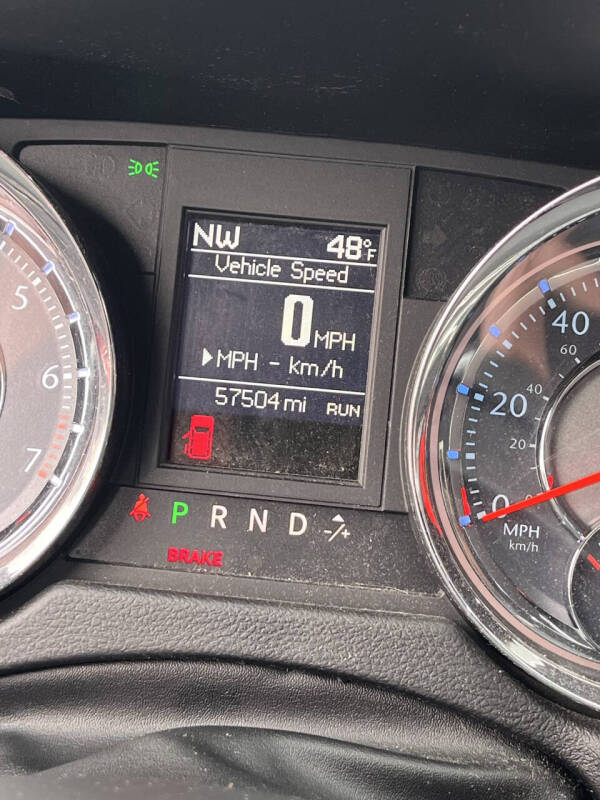 NW 48°F
Vehicle Speed
0 MPH
▶MPH - km/h
57504 mi RUN
P R N D -/+
BRAKE
5
6
7
40
60
20
40
20
0 0
MPH
km/h